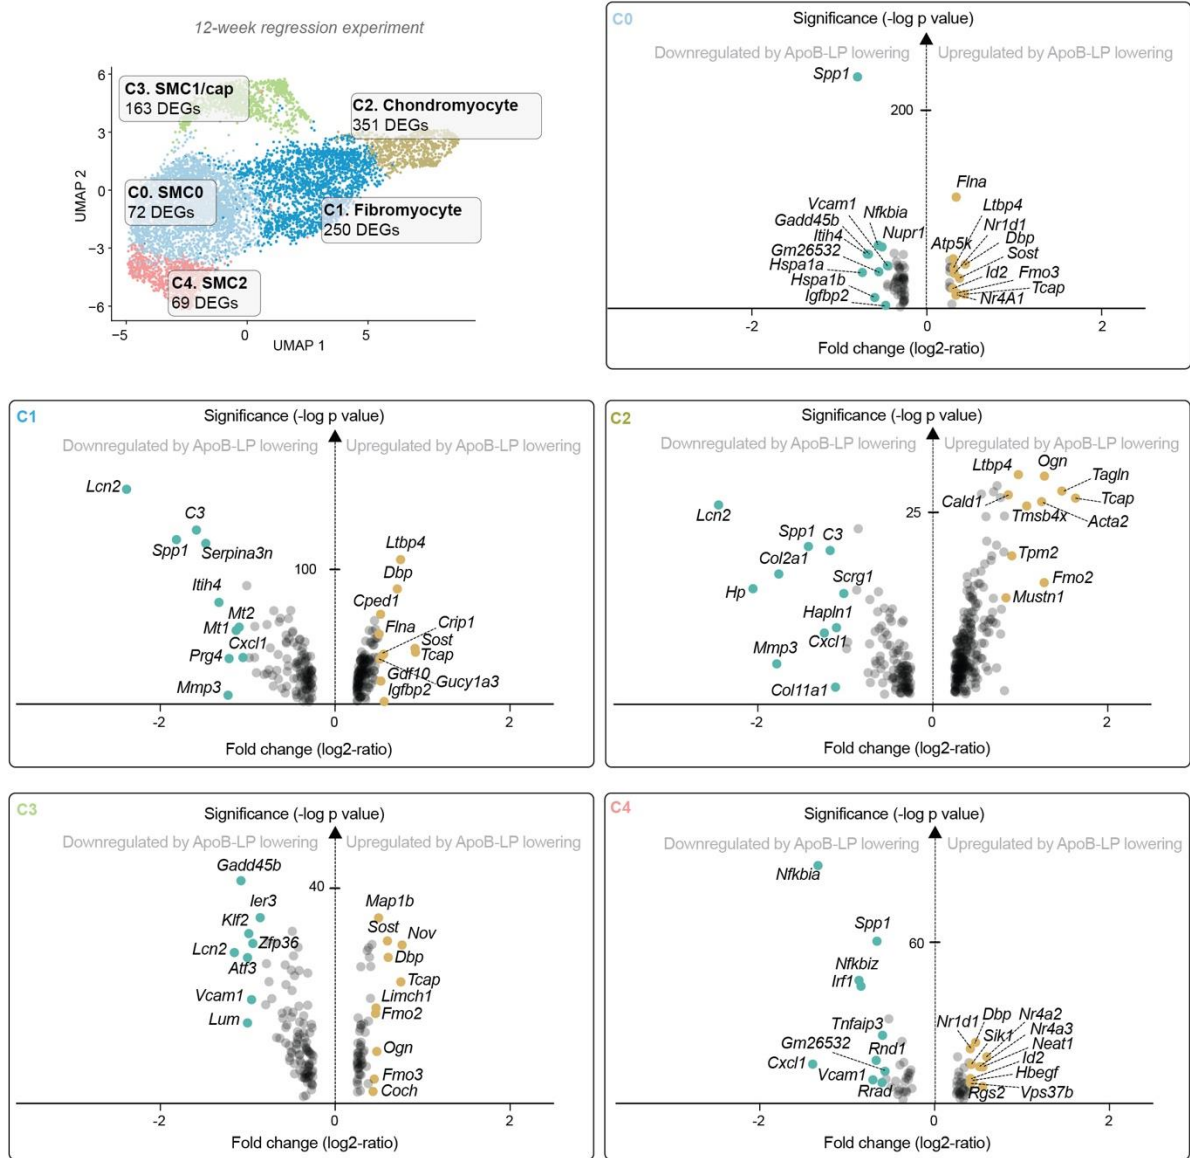 12-week regression experiment
C3. SMC1/cap
163 DEGs
C2. Chondromyocyte
351 DEGs
C0. SMC0
72 DEGs
C1. Fibromyocyte
250 DEGs
C4. SMC2
69 DEGs
6
3
0
−3
−6
UMAP 2
−5
0
5
UMAP 1
C0
Significance (-log p value)
Downregulated by ApoB-LP lowering
Upregulated by ApoB-LP lowering
Spp1
200
Flna
Vcam1
Nfkbia
Ltbp4
Gadd45b
Nupr1
Nr1d1
Itih4
Atp5k
Dbp
Gm26532
Sost
Hspa1a
Id2
Fmo3
Hspa1b
Tcap
Igfbp2
Nr4A1
-2
0
2
Fold change (log2-ratio)
C1
Significance (-log p value)
Downregulated by ApoB-LP lowering
Upregulated by ApoB-LP lowering
Lcn2
C3
Spp1
Serpina3n
Ltbp4
100
Itih4
Dbp
Mt2
Cped1
Mt1
Flna
Crip1
Cxcl1
Sost
Prg4
Tcap
Gdf10
Gucy1a3
Mmp3
Igfbp2
-2
0
2
Fold change (log2-ratio)
C2
Significance (-log p value)
Downregulated by ApoB-LP lowering
Upregulated by ApoB-LP lowering
Ltbp4
Ogn
Tagln
Cald1
Tcap
Lcn2
25
Tmsb4x
Acta2
Spp1
C3
Col2a1
Tpm2
Hp
Scrg1
Fmo2
Hapln1
Mustn1
Cxcl1
Mmp3
Col11a1
-2
0
2
Fold change (log2-ratio)
C3
Significance (-log p value)
Downregulated by ApoB-LP lowering
Upregulated by ApoB-LP lowering
Gadd45b
40
Ier3
Map1b
Klf2
Sost
Nov
Zfp36
Lcn2
Dbp
Atf3
Tcap
Vcam1
Limch1
Lum
Fmo2
Ogn
Fmo3
Coch
-2
0
2
Fold change (log2-ratio)
C4
Significance (-log p value)
Downregulated by ApoB-LP lowering
Upregulated by ApoB-LP lowering
Nfkbia
Spp1
60
Nfkbiz
Irf1
Tnfaip3
Nr1d1
Dbp
Nr4a2
Gm26532
Rnd1
Sik1
Nr4a3
Cxcl1
Neat1
Vcam1
Id2
Rrad
Hbegf
Rgs2
Vps37b
-2
0
2
Fold change (log2-ratio)